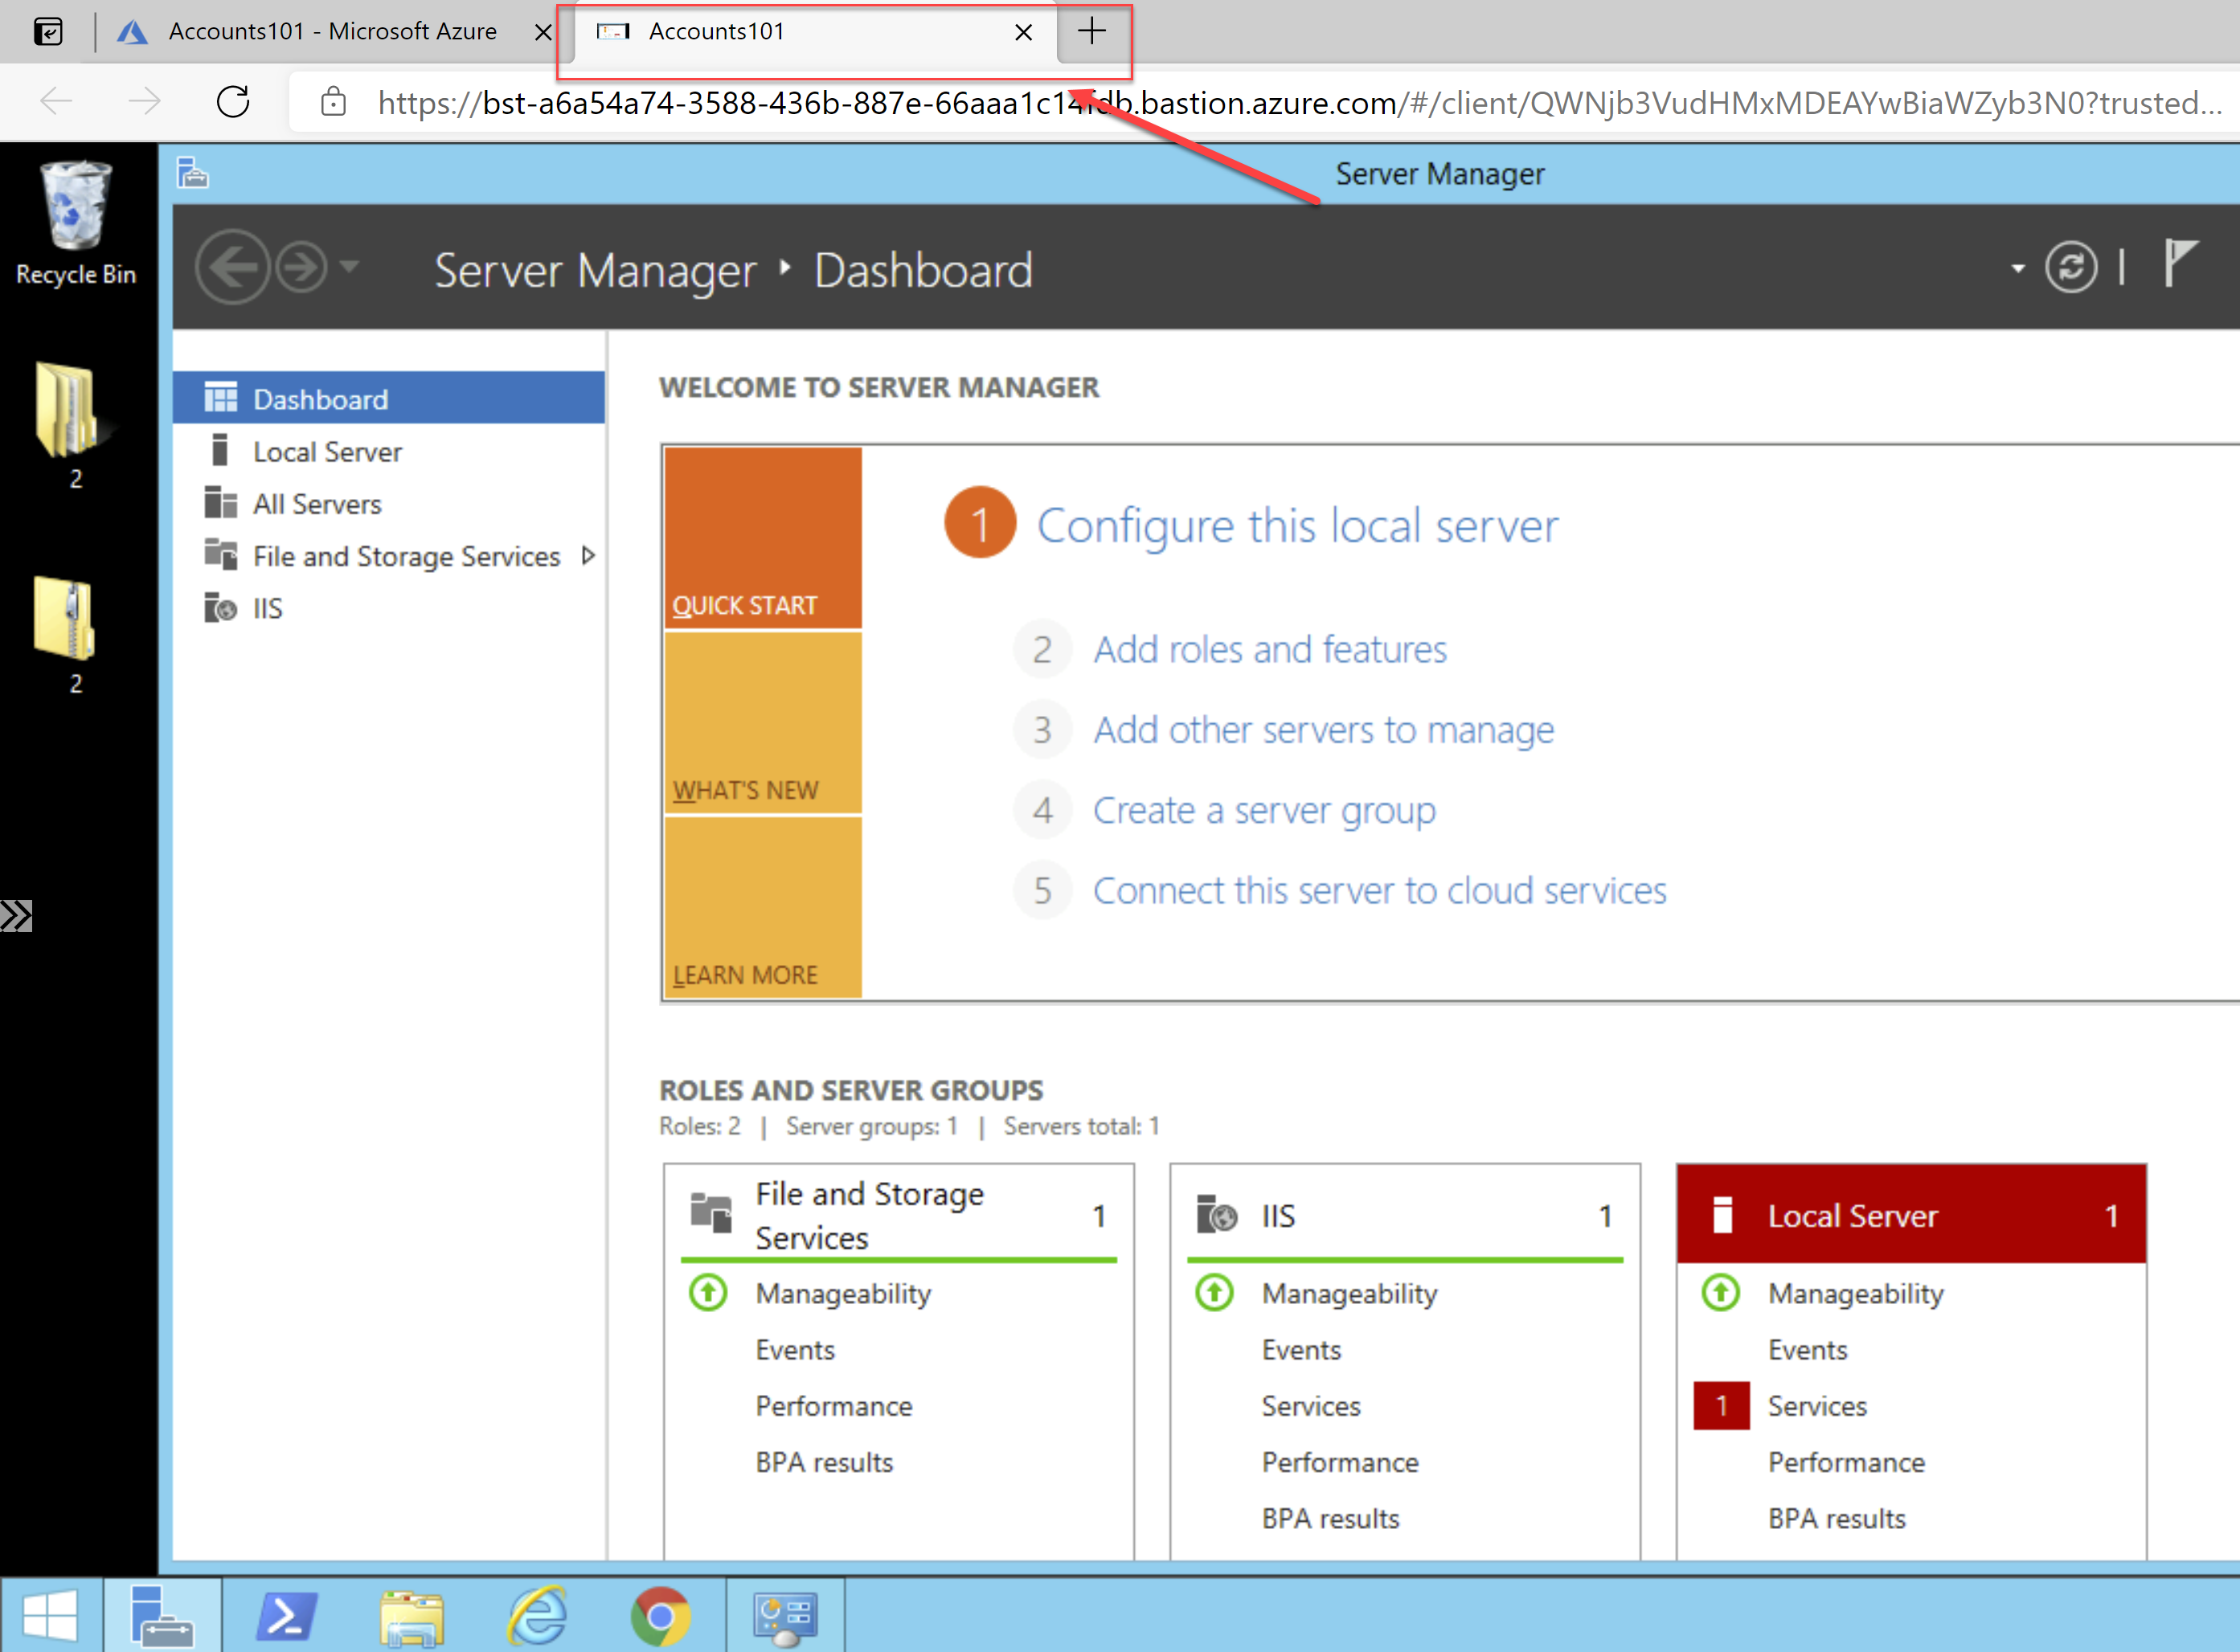 Accounts101 - Microsoft Azure
Accounts101
https://bst-a6a54a74-3588-436b-887e-66aaa1c14fdb.bastion.azure.com/#/client/QWNjb3VudHMxMDEAYwBiaWZyb3N0?trusted...
Server Manager
Recycle Bin
2
2
Server Manager ‣ Dashboard
Dashboard
Local Server
All Servers
File and Storage Services
IIS
WELCOME TO SERVER MANAGER
QUICK START
WHAT'S NEW
LEARN MORE
1 Configure this local server
2 Add roles and features
3 Add other servers to manage
4 Create a server group
5 Connect this server to cloud services
ROLES AND SERVER GROUPS
Roles: 2 | Server groups: 1 | Servers total: 1
File and Storage
Services 1
Manageability
Events
Performance
BPA results
IIS 1
Manageability
Events
Services
Performance
BPA results
Local Server 1
Manageability
Events
1 Services
Performance
BPA results